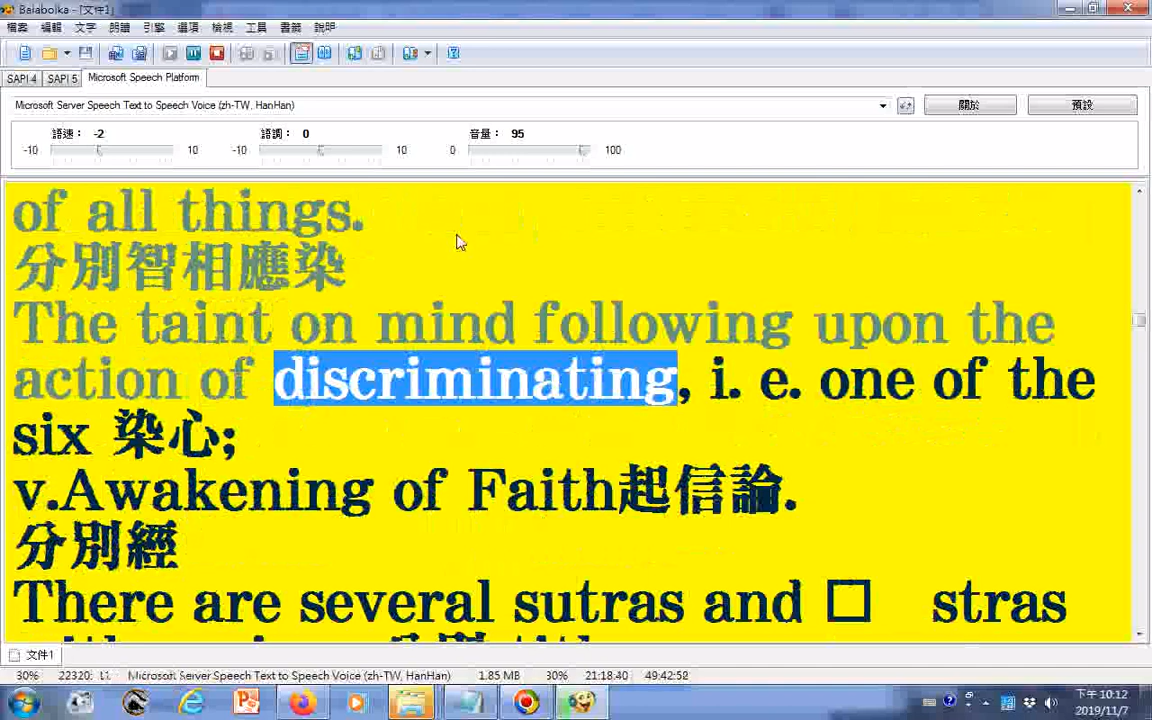 Balabolka - [文件1]
檔案 編輯 文字 朗讀 引擎 選項 檢視 工具 書籤 說明
SAPI 4 SAPI 5 Microsoft Speech Platform
Microsoft Server Speech Text to Speech Voice (zh-TW, HanHan) 關於 預設
語速： -2 語調： 0 音量： 95
-10 10 -10 10 0 100
of all things.
分別智相應染
The taint on mind following upon the
action of discriminating, i. e. one of the
six 染心;
v.Awakening of Faith起信論.
分別經
There are several sutras and □ stras
文件1
30% Microsoft Server Speech Text to Speech Voice (zh-TW, HanHan) 1.85 MB 30% 21:18:40 49:42:58
下午 10:12
2019/11/7